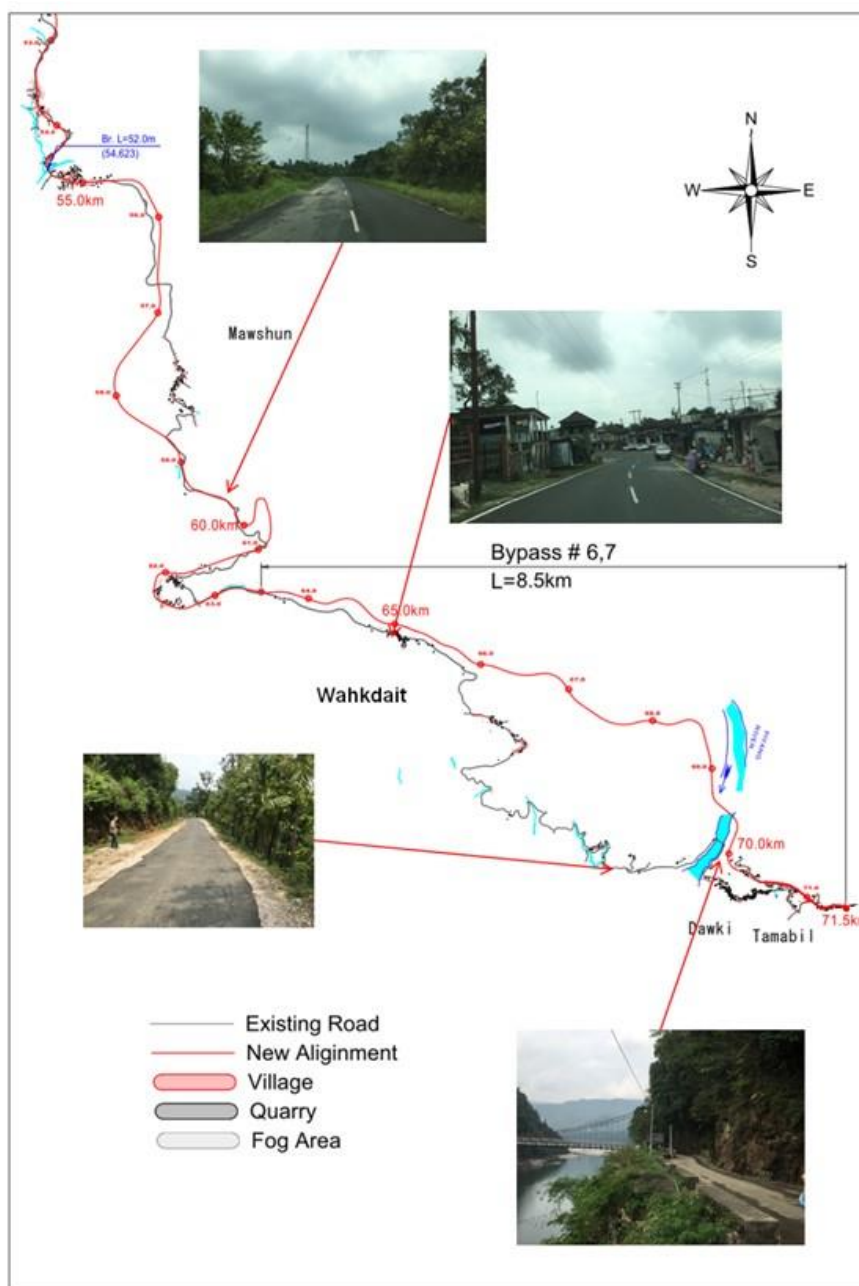 Br. L=52.0m
(54,623)
55.0km
N
W
E
S
Mawshun
60.0km
Bypass # 6,7
L=8.5km
65.0km
Wahkdait
70.0km
71.5k
Dawki
Tamabil
Existing Road
New Aliginment
Village
Quarry
Fog Area